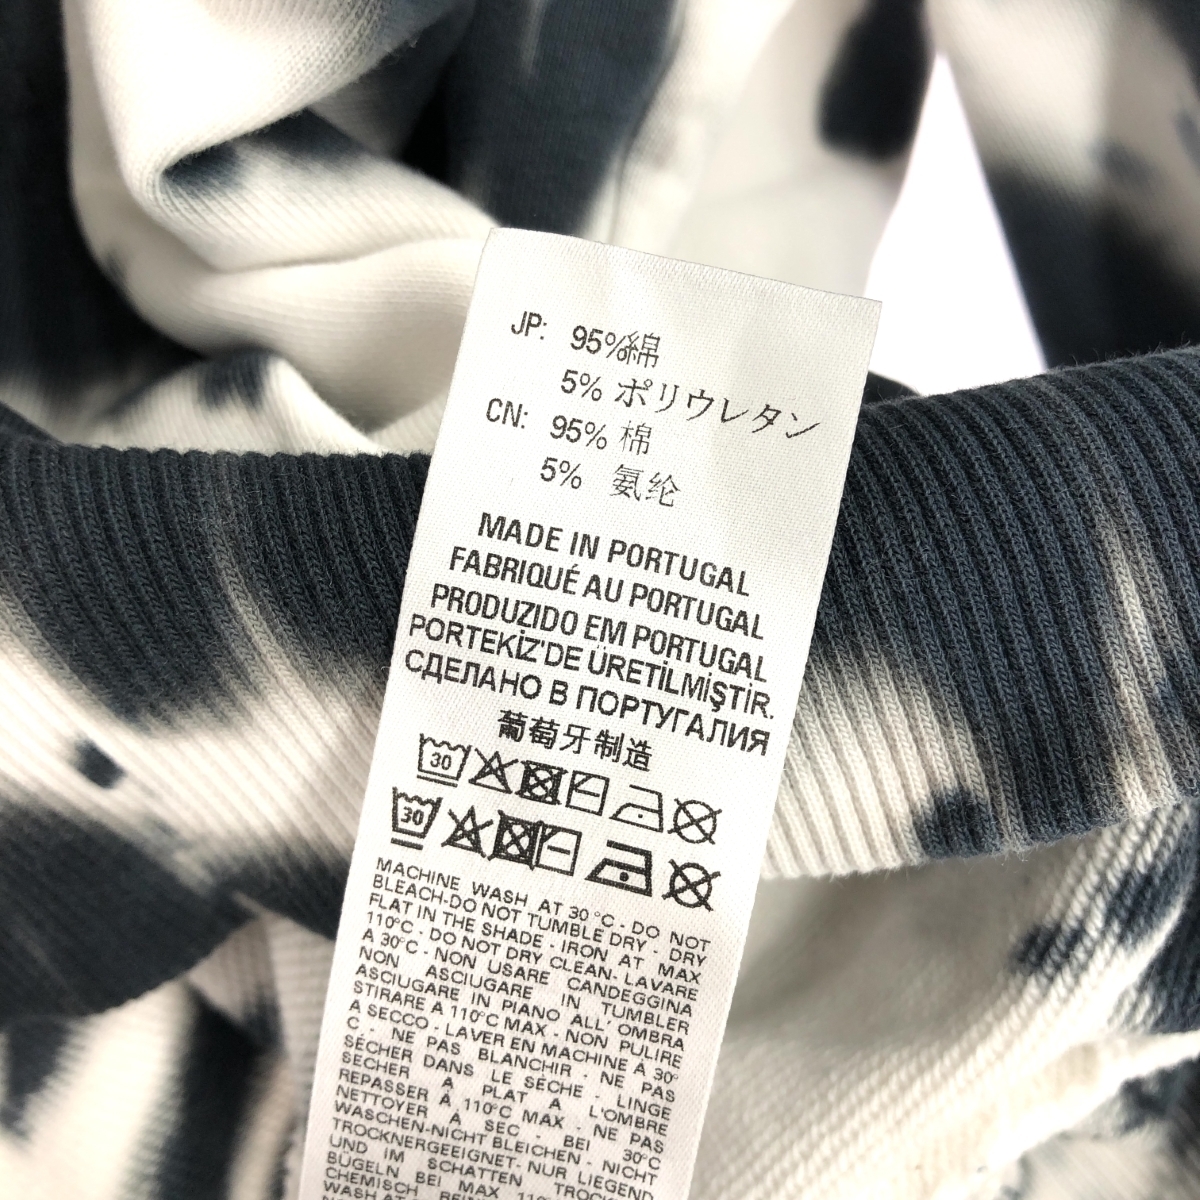 JP: 95%綿
5% ポリウレタン
CN: 95% 棉
5% 氨纶
MADE IN PORTUGAL
FABRIQUÉ AU PORTUGAL
PRODUZIDO EM PORTUGAL
PORTEKİZ'DE ÜRETİLMİŞTİR.
СДЕЛАНО В ПОРТУГАЛИЯ
葡萄牙制造
30
30
MACHINE WASH AT 30°C - DO NOT
BLEACH-DO NOT TUMBLE DRY - DRY
FLAT IN THE SHADE - IRON AT MAX
110°C - DO NOT DRY CLEAN- LAVARE
A 30°C - NON USARE CANDEGGINA
NON ASCIUGARE IN TUMBLER
ASCIUGARE IN PIANO ALL' OMBRA
STIRARE A 110°C MAX - NON PULIRE
A SECCO - LAVER EN MACHINE A 30°
C - NE PAS BLANCHIR - NE PAS
SÉCHER DANS LE SÈCHE - LINGE
SECHER A PLAT A L'OMBRE
REPASSER À 110°C MAX - NE PAS
NETTOYER A SEC - BEI 30°C
WASCHEN-NICHT BLEICHEN - NICHT
TROCKNERGEEIGNET-NUR LIEGEND
UND IM SCHATTEN TROCKNEN
BÜGELN BEI MAX 110°
CHEMISCH REIN
WASH AT